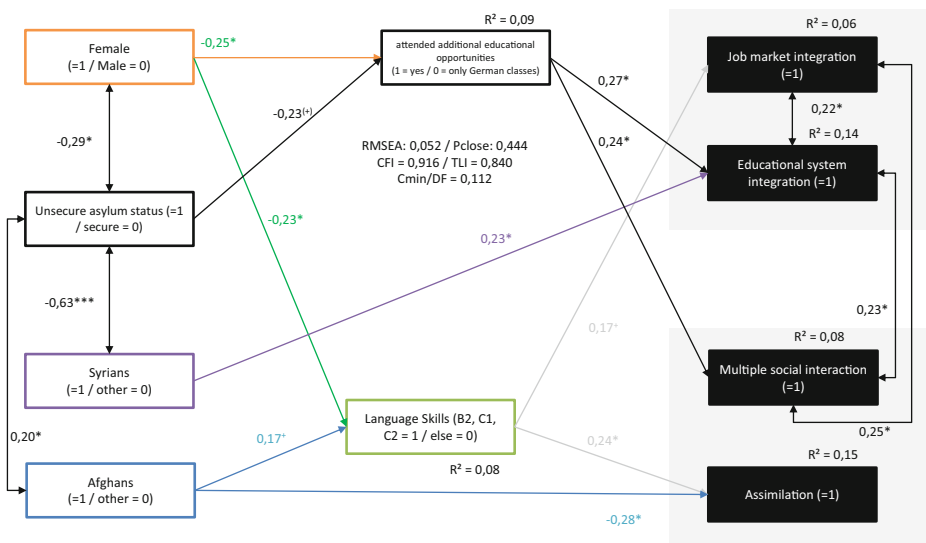 R² = 0,09
R² = 0,06
Female
(=1 / Male = 0)
-0,25*
attended additional educational
opportunities
(1 = yes / 0 = only German classes)
Job market integration
(=1)
0,27*
-0,23⁽⁺⁾
0,22*
-0,29*
0,24*
R² = 0,14
RMSEA: 0,052 / Pclose: 0,444
CFI = 0,916 / TLI = 0,840
Cmin/DF = 0,112
Educational system
integration (=1)
Unsecure asylum status (=1
/ secure = 0)
-0,23*
0,23*
-0,63***
0,23*
0,17⁺
R² = 0,08
Syrians
(=1 / other = 0)
Multiple social interaction
(=1)
Language Skills (B2, C1,
C2 = 1 / else = 0)
0,20*
0,17⁺
0,24*
0,25*
R² = 0,08
R² = 0,15
Afghans
(=1 / other = 0)
Assimilation (=1)
-0,28*